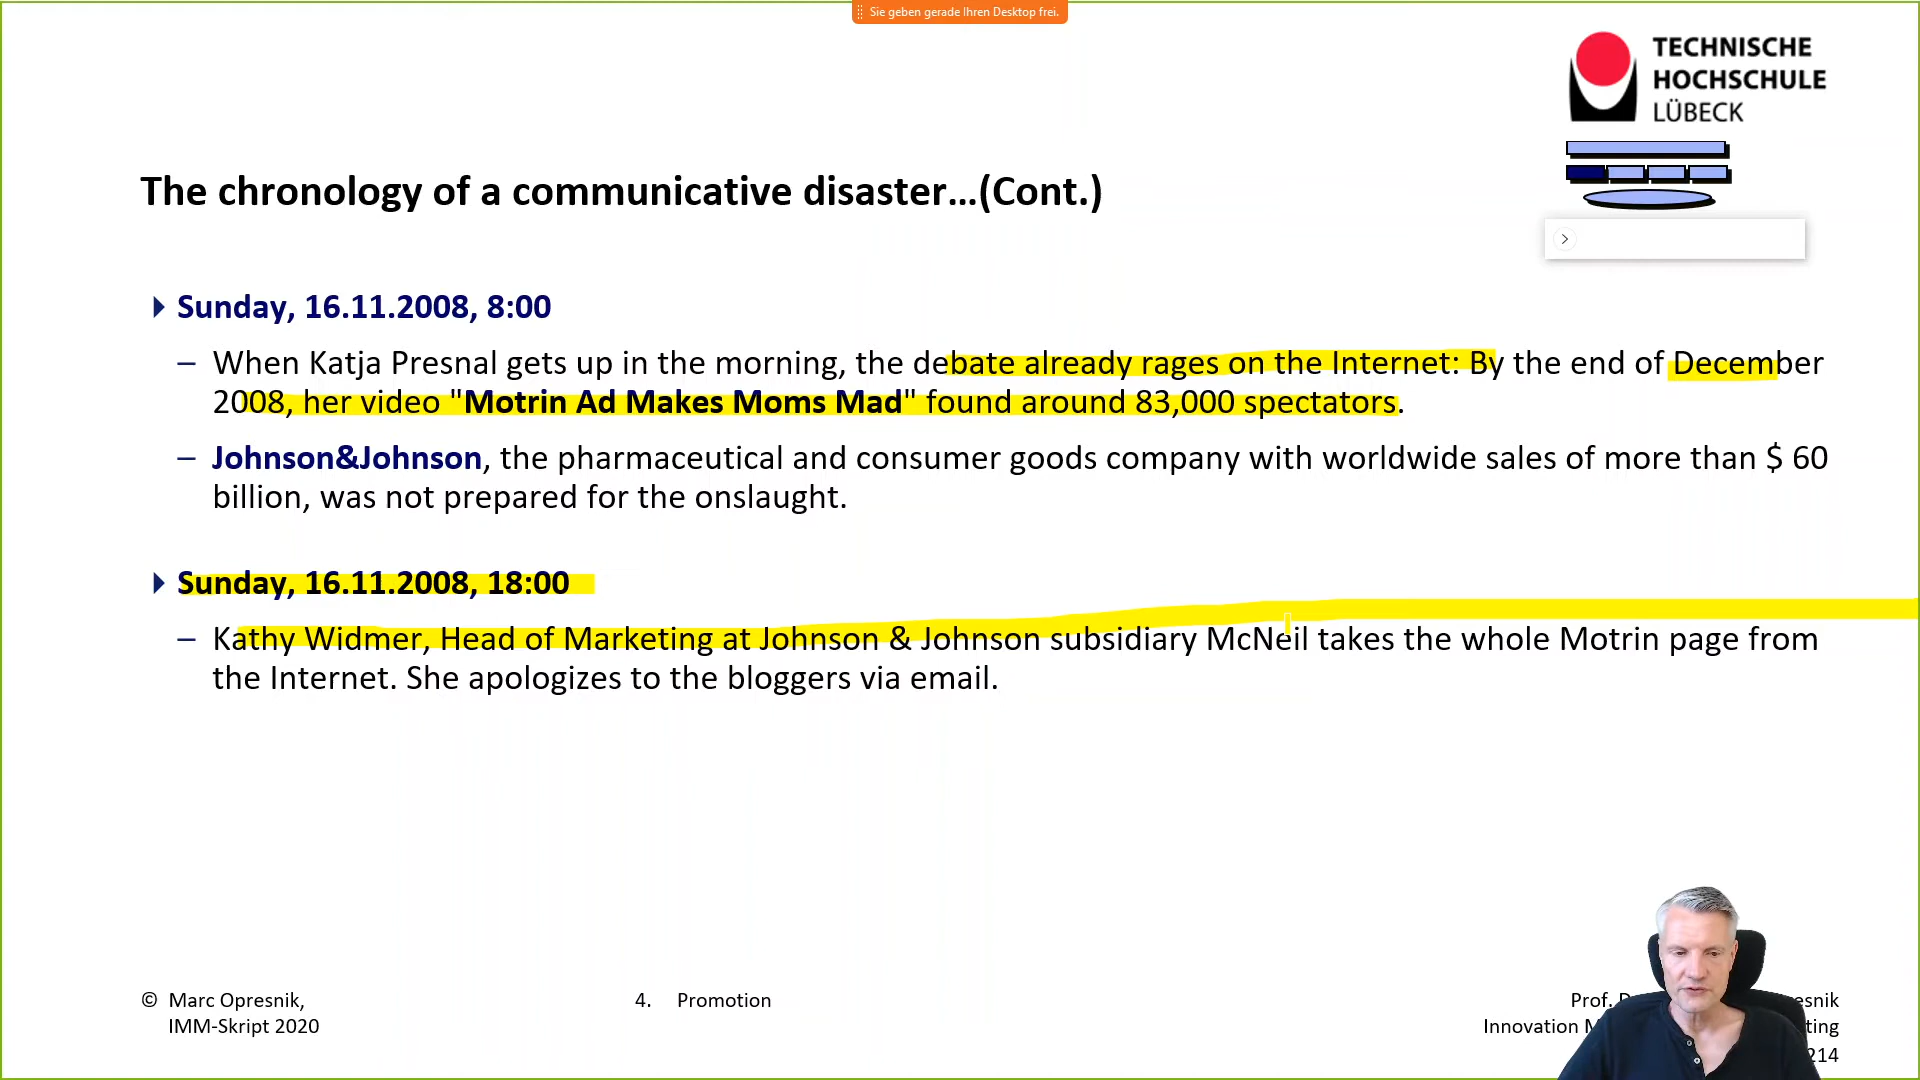 Sie geben gerade Ihren Desktop frei.
TECHNISCHE
HOCHSCHULE
LÜBECK
The chronology of a communicative disaster...(Cont.)
Sunday, 16.11.2008, 8:00
– When Katja Presnal gets up in the morning, the debate already rages on the Internet: By the end of December
2008, her video "Motrin Ad Makes Moms Mad" found around 83,000 spectators.
– Johnson&Johnson, the pharmaceutical and consumer goods company with worldwide sales of more than $ 60
billion, was not prepared for the onslaught.
Sunday, 16.11.2008, 18:00
– Kathy Widmer, Head of Marketing at Johnson & Johnson subsidiary McNeil takes the whole Motrin page from
the Internet. She apologizes to the bloggers via email.
© Marc Opresnik,
IMM-Skript 2020
4. Promotion
Prof.
Innovation
214